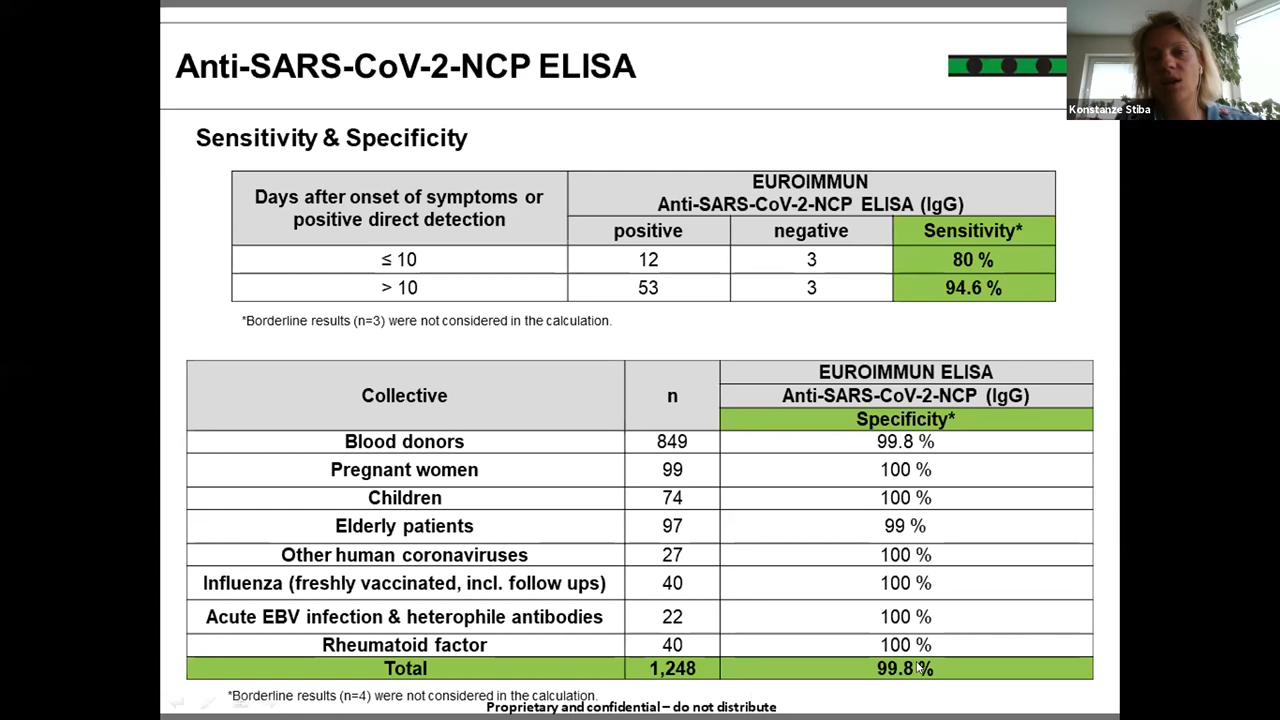 Anti-SARS-CoV-2-NCP ELISA
Konstanze Stiba
Sensitivity & Specificity
Days after onset of symptoms or
positive direct detection
EUROIMMUN
Anti-SARS-CoV-2-NCP ELISA (IgG)
positive negative Sensitivity*
≤ 10 12 3 80 %
> 10 53 3 94.6 %
*Borderline results (n=3) were not considered in the calculation.
Collective n
EUROIMMUN ELISA
Anti-SARS-CoV-2-NCP (IgG)
Specificity*
Blood donors 849 99.8 %
Pregnant women 99 100 %
Children 74 100 %
Elderly patients 97 99 %
Other human coronaviruses 27 100 %
Influenza (freshly vaccinated, incl. follow ups) 40 100 %
Acute EBV infection & heterophile antibodies 22 100 %
Rheumatoid factor 40 100 %
Total 1,248 99.8 %
*Borderline results (n=4) were not considered in the calculation.
Proprietary and confidential – do not distribute